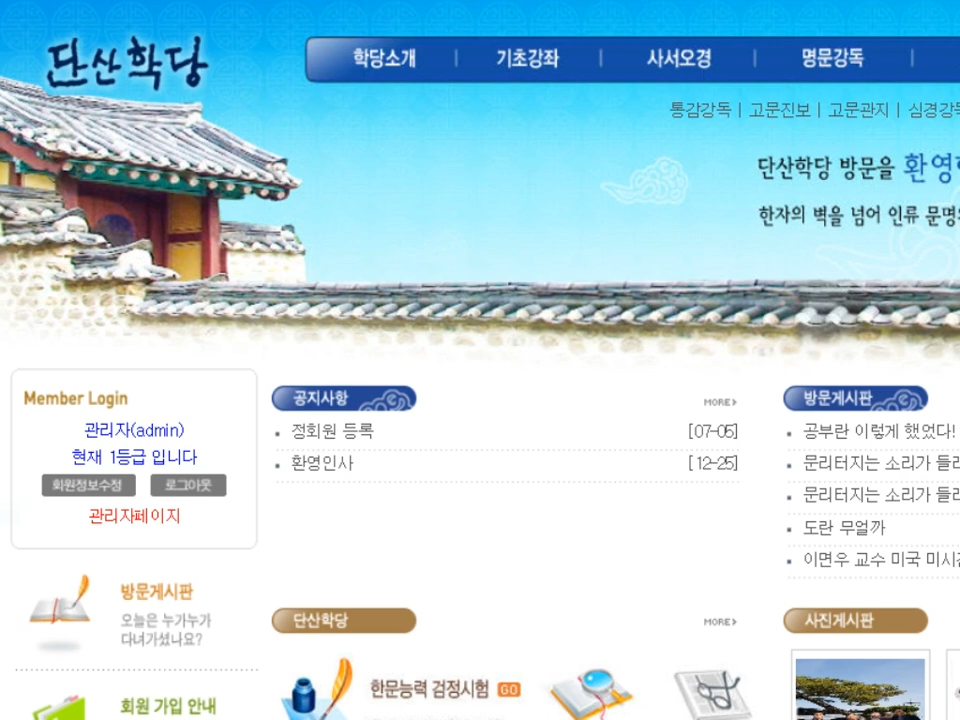 단산학당
학당소개 | 기초강좌 | 사서오경 | 명문강독 |
통감강독 | 고문진보 | 고문관지 | 심경강독
단산학당 방문을 환영
한자의 벽을 넘어 인류 문명
Member Login
관리자(admin)
현재 1등급 입니다
회원정보수정 로그아웃
관리자페이지
공지사항 MORE
정회원 등록 [07-05]
환영인사 [12-25]
방문게시판
공부란 이렇게 했었다!
문리터지는 소리가 들리
문리터지는 소리가 들리
도란 무얼까
이면우 교수 미국 미시
방문게시판
오늘은 누가누가
다녀가셨나요?
회원 가입 안내
단산학당 MORE
한문능력 검정시험 GO
사진게시판